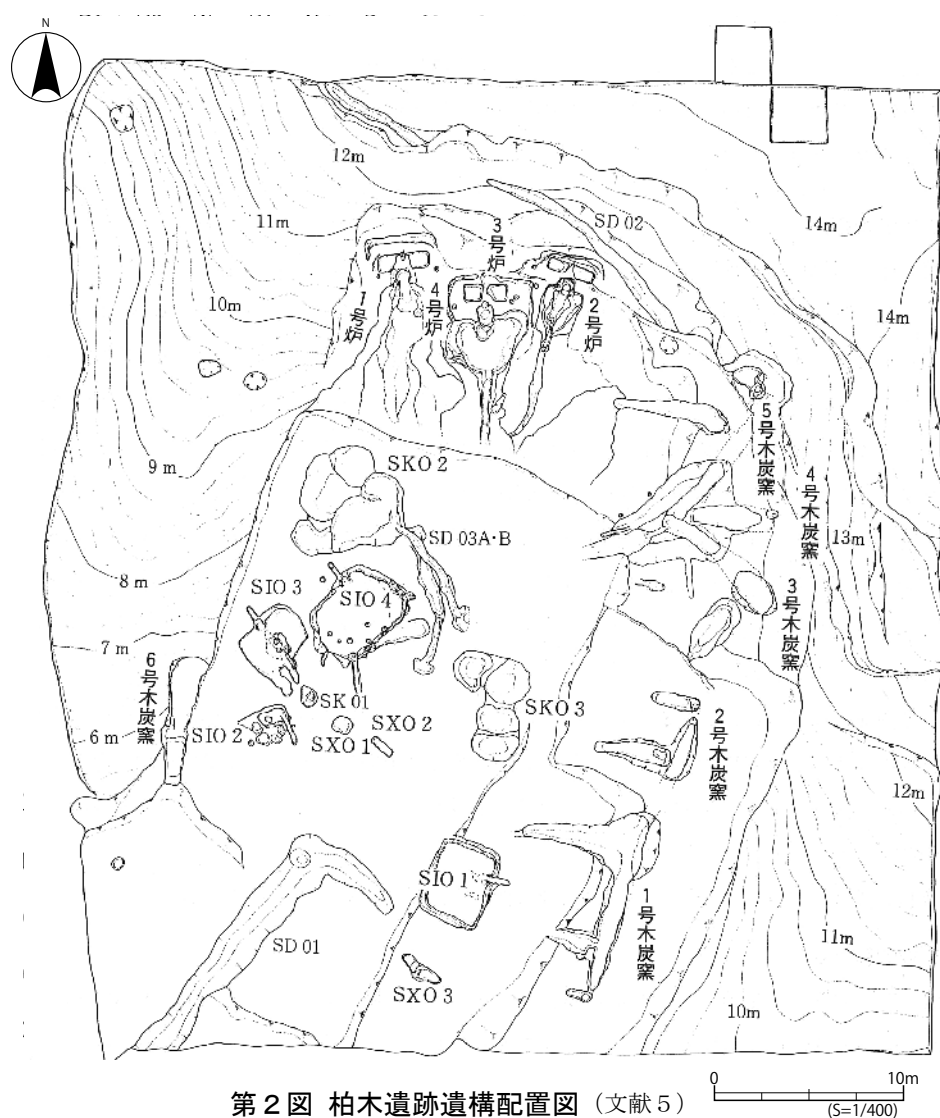 N
12m
14m
SD 02
11m
3号炉
4号炉
1号炉
2号炉
10m
14m
5号木炭窯
9 m
SKO 2
4号木炭窯
13m
SD 03A·B
8 m
SIO 3
SIO 4
3号木炭窯
7 m
6号木炭窯
SK 01
SKO 3
SXO 2
6 m
SIO 2
SXO 1
2号木炭窯
12m
SIO 1
1号木炭窯
SD 01
11m
SXO 3
10m
第2図 柏木遺跡遺構配置図(文献5)
0 10m
(S=1/400)